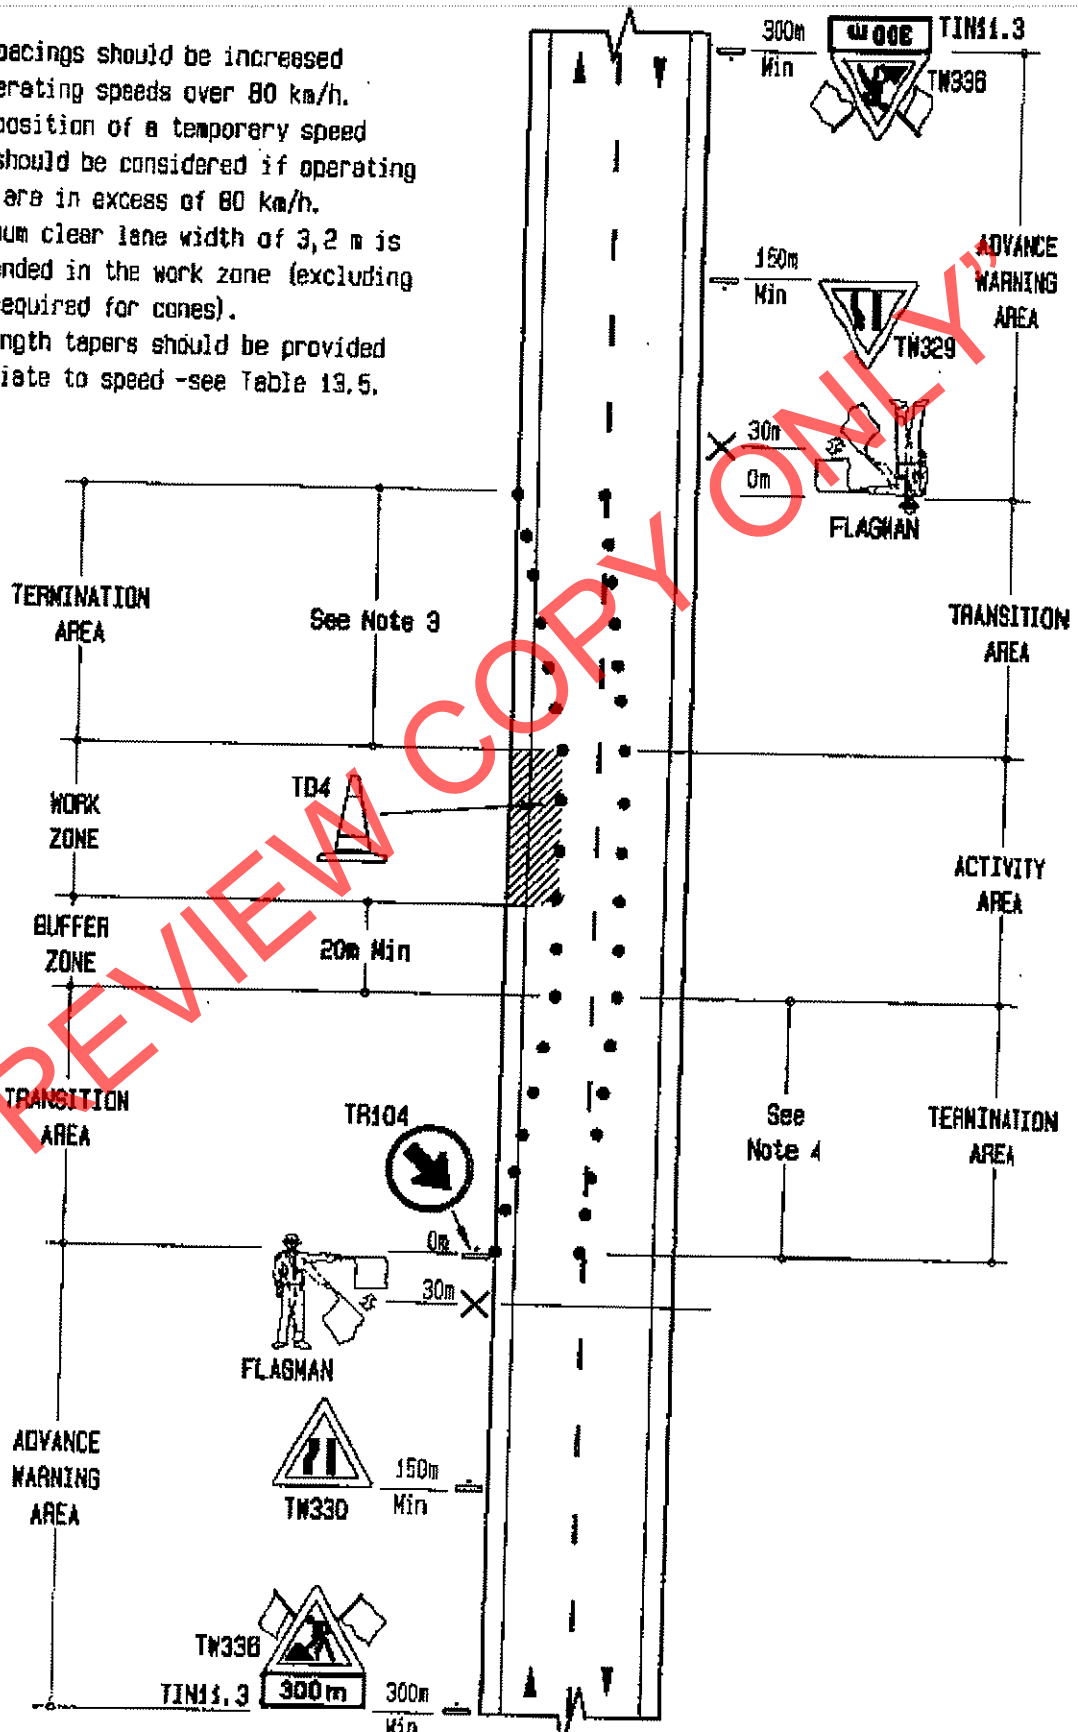 pacings should be increased
erating speeds over 80 km/h.
position of a temporary speed
should be considered if operating
are in excess of 80 km/h.
um clear lane width of 3,2 m is
ended in the work zone (excluding
equired for cones).
ngth tapers should be provided
iate to speed -see Table 13.5.
300m
Min
300m
TIN11.3
TW336
150m
Min
TW329
ADVANCE
WARNING
AREA
30m
0m
FLAGMAN
TERMINATION
AREA
See Note 3
TRANSITION
AREA
TD4
WORK
ZONE
ACTIVITY
AREA
BUFFER
ZONE
20m Min
TRANSITION
AREA
TR104
See
Note 4
TERMINATION
AREA
0m
30m
FLAGMAN
ADVANCE
WARNING
AREA
TW330
150m
Min
TW336
TIN11.3
300m
300m
Min
REVIEW COPY ONLY”